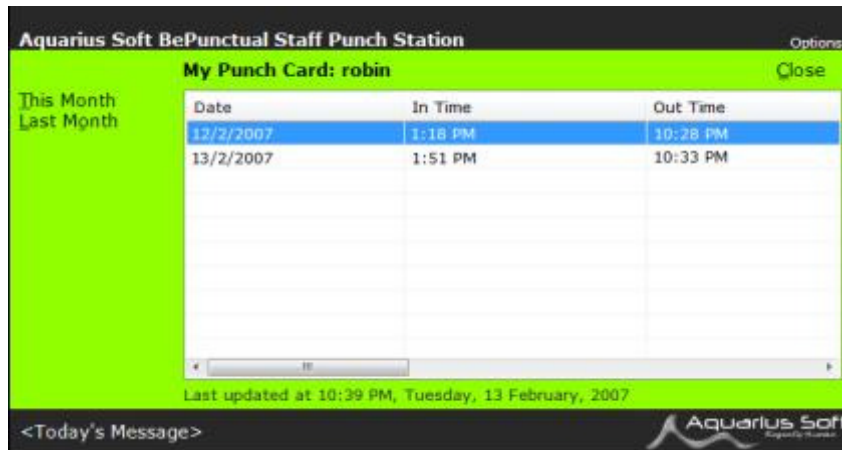 Aquarius Soft BePunctual Staff Punch Station
Options
My Punch Card: robin
Close
This Month
Last Month
Date In Time Out Time
12/2/2007 1:18 PM 10:28 PM
13/2/2007 1:51 PM 10:33 PM
Last updated at 10:39 PM, Tuesday, 13 February, 2007
<Today's Message>
Aquarius Soft